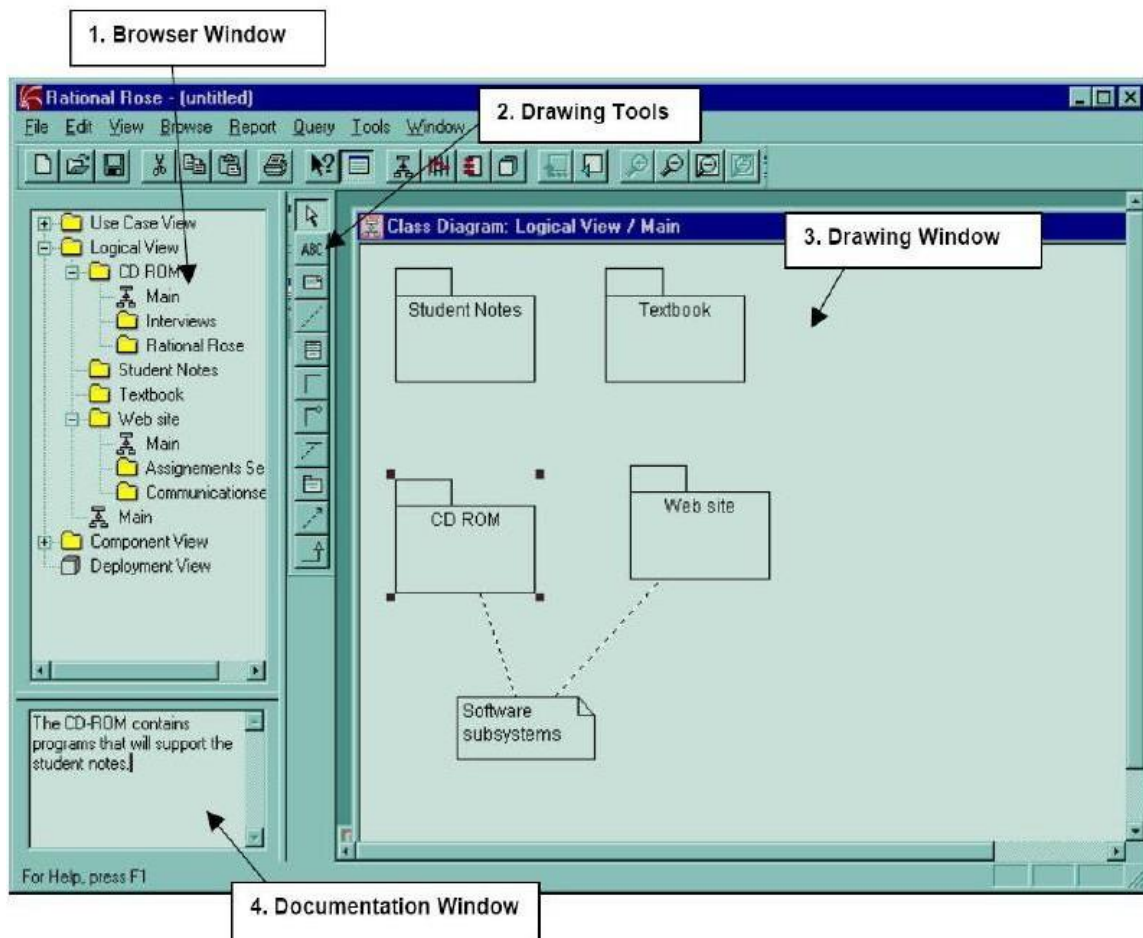 1. Browser Window
Rational Rose - (untitled)
2. Drawing Tools
File Edit View Browse Report Query Tools Window
Use Case View
Logical View
CD ROM
Main
Interviews
Rational Rose
Student Notes
Textbook
Web site
Main
Assignements Se
Communicationse
Main
Component View
Deployment View
ABC
Class Diagram: Logical View / Main
3. Drawing Window
Student Notes
Textbook
CD ROM
Web site
Software
subsystems
The CD-ROM contains
programs that will support the
student notes.
For Help, press F1
4. Documentation Window